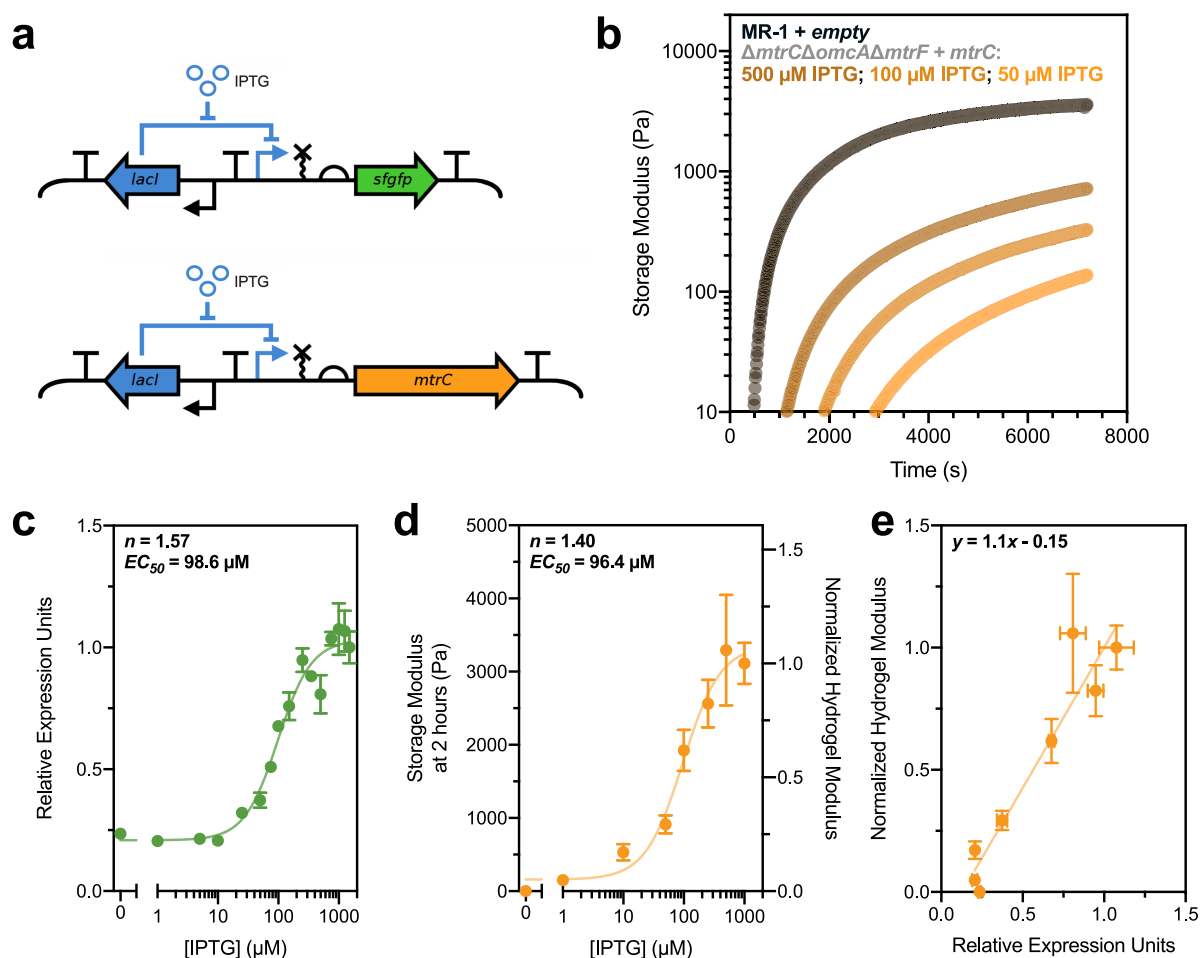 a
IPTG
lacI
sfgfp
IPTG
lacI
mtrC
b
MR-1 + empty
ΔmtrCΔomcAΔmtrF + mtrC:
500 µM IPTG; 100 µM IPTG; 50 µM IPTG
10000
1000
100
10
Storage Modulus (Pa)
0
2000
4000
6000
8000
Time (s)
c
n = 1.57
EC50 = 98.6 µM
1.5
1.0
0.5
0.0
Relative Expression Units
0
1
10
100
1000
[IPTG] (µM)
d
n = 1.40
EC50 = 96.4 µM
5000
4000
3000
2000
1000
0
Storage Modulus
at 2 hours (Pa)
1.5
1.0
0.5
0.0
Normalized Hydrogel Modulus
0
1
10
100
1000
[IPTG] (µM)
e
y = 1.1x - 0.15
1.5
1.0
0.5
0.0
Normalized Hydrogel Modulus
0.0
0.5
1.0
1.5
Relative Expression Units